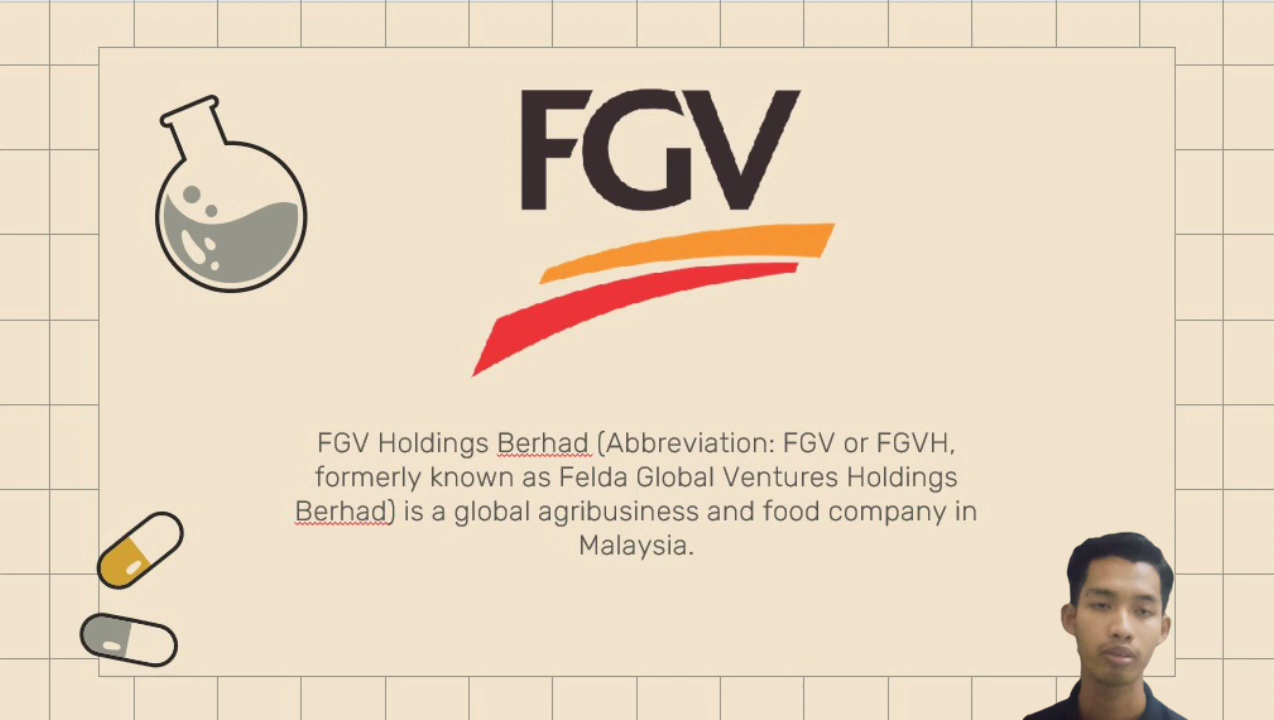 FGV
FGV Holdings Berhad (Abbreviation: FGV or FGVH,
formerly known as Felda Global Ventures Holdings
Berhad) is a global agribusiness and food company in
Malaysia.